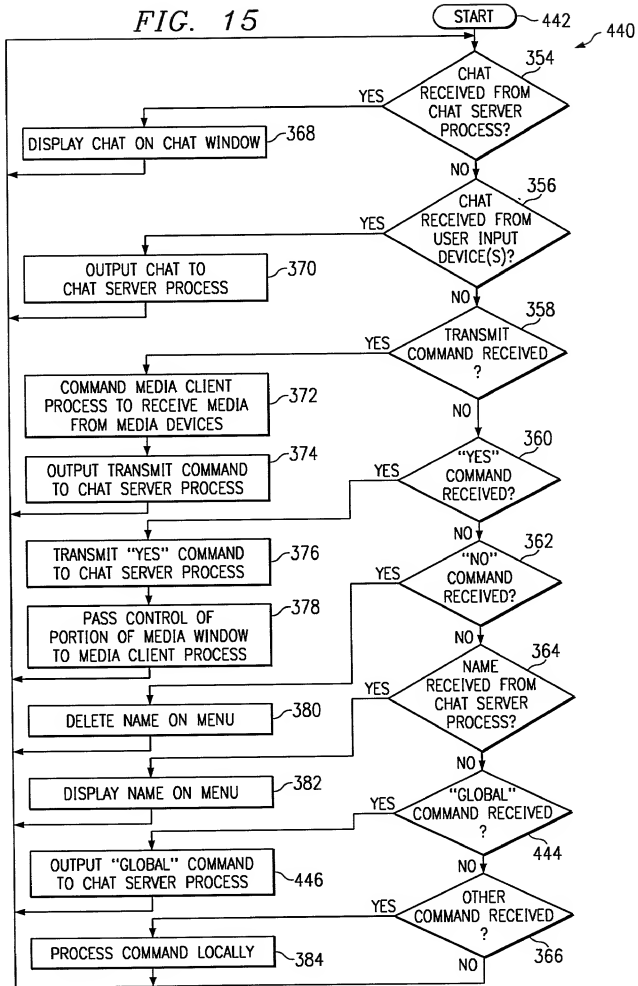 FIG. 15
START
442
440
354
CHAT
RECEIVED FROM
CHAT SERVER
PROCESS?
YES
NO
DISPLAY CHAT ON CHAT WINDOW
368
356
CHAT
RECEIVED FROM
USER INPUT
DEVICE(S)?
YES
NO
OUTPUT CHAT TO
CHAT SERVER PROCESS
370
358
TRANSMIT
COMMAND RECEIVED
?
YES
NO
COMMAND MEDIA CLIENT
PROCESS TO RECEIVE MEDIA
FROM MEDIA DEVICES
372
374
OUTPUT TRANSMIT COMMAND
TO CHAT SERVER PROCESS
360
"YES"
COMMAND
RECEIVED?
YES
NO
TRANSMIT "YES" COMMAND
TO CHAT SERVER PROCESS
376
378
PASS CONTROL OF
PORTION OF MEDIA WINDOW
TO MEDIA CLIENT PROCESS
362
"NO"
COMMAND
RECEIVED?
YES
NO
DELETE NAME ON MENU
380
364
NAME
RECEIVED FROM
CHAT SERVER
PROCESS?
YES
NO
DISPLAY NAME ON MENU
382
"GLOBAL"
COMMAND RECEIVED
?
YES
444
NO
OUTPUT "GLOBAL" COMMAND
TO CHAT SERVER PROCESS
446
OTHER
COMMAND RECEIVED
?
YES
366
NO
PROCESS COMMAND LOCALLY
384